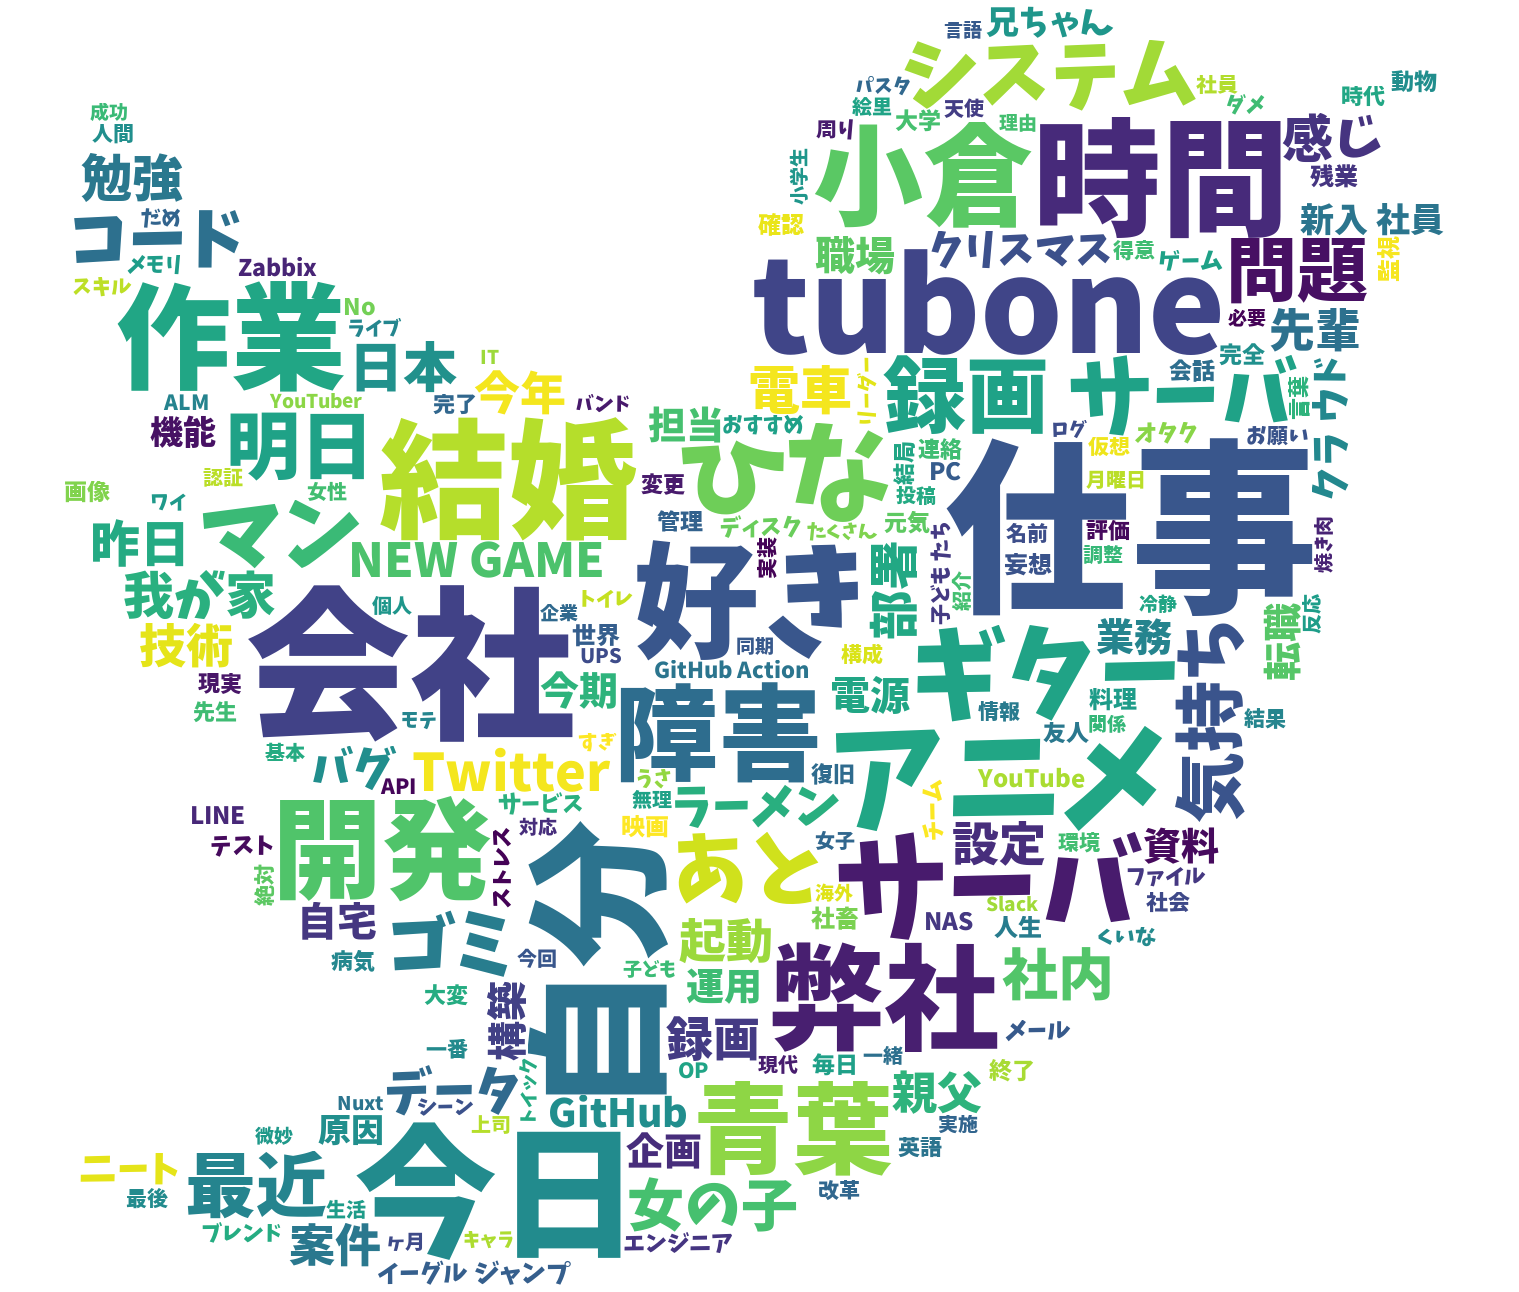 言語
兄ちゃん
システム
パスタ
社員
動物
時代
絵里
天使
ダメ
成功
大学
理由
人間
周り
小倉
時間
感じ
勉強
小学生
残業
コード
だめ
確認
新入 社員
メモリ
Zabbix
職場
クリスマス
得意
ゲーム
問題
監視
スキル
作業
No
tubone
必要
先輩
ライブ
日本
IT
今年
電車
リーダー
録画
サーバ
会話
完全
言葉
クラウド
ALM
YouTuber
完了
バンド
担当
おすすめ
機能
明日
結婚
ひな
結局
連絡
ログ
仮想
オタク
お願い
認証
女性
変更
PC
月曜日
画像
ワイ
投稿
仕事
昨日
マン
管理
ディスク
たくさん
元気
名前
評価
焼き肉
NEW GAME
好き
実装
部署
子どもたち
妄想
調整
我が家
個人
企業
トイレ
紹介
冷静
反応
技術
会社
世界
同期
構成
ギター
業務
気持ち
転職
UPS
GitHub Action
現実
今期
障害
電源
料理
先生
モテ
情報
友人
関係
結果
基本
バグ
すぎ
アニメ
API
Twitter
うさ
復旧
YouTube
LINE
サービス
無理
ラーメン
チーム
テスト
開発
ストレス
対応
映画
女子
設定
環境
資料
絶対
自分
あと
サーバ
ファイル
海外
Slack
社会
自宅
ゴミ
社畜
NAS
人生
くいな
病気
今回
起動
子ども
運用
弊社
社内
大変
構築
メール
一番
録画
現代
毎日
一緒
終了
データ
シーン
トイック
OP
親父
Nuxt
GitHub
青葉
実施
微妙
原因
上司
企画
英語
ニート
最近
今日
最後
生活
女の子
改革
ブレンド
案件
ヶ月
キャラ
エンジニア
イーグル ジャンプ